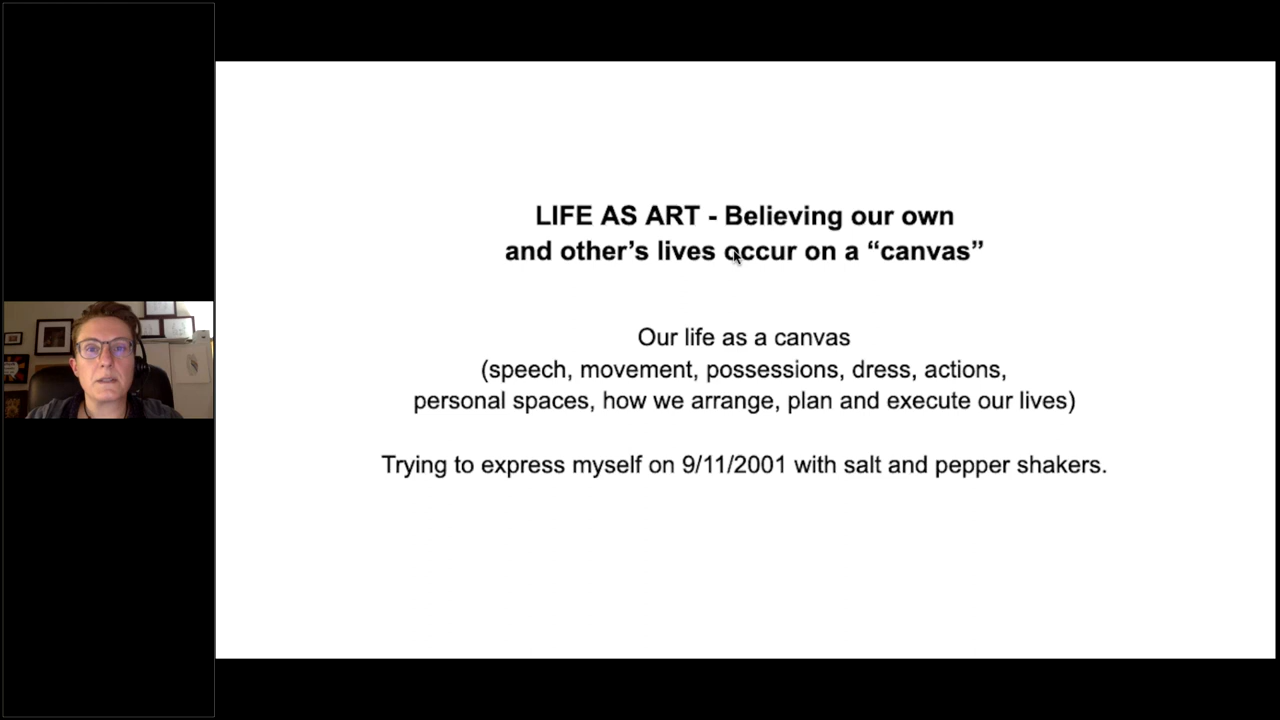 LIFE AS ART - Believing our own
and other’s lives occur on a “canvas”
Our life as a canvas
(speech, movement, possessions, dress, actions,
personal spaces, how we arrange, plan and execute our lives)
Trying to express myself on 9/11/2001 with salt and pepper shakers.